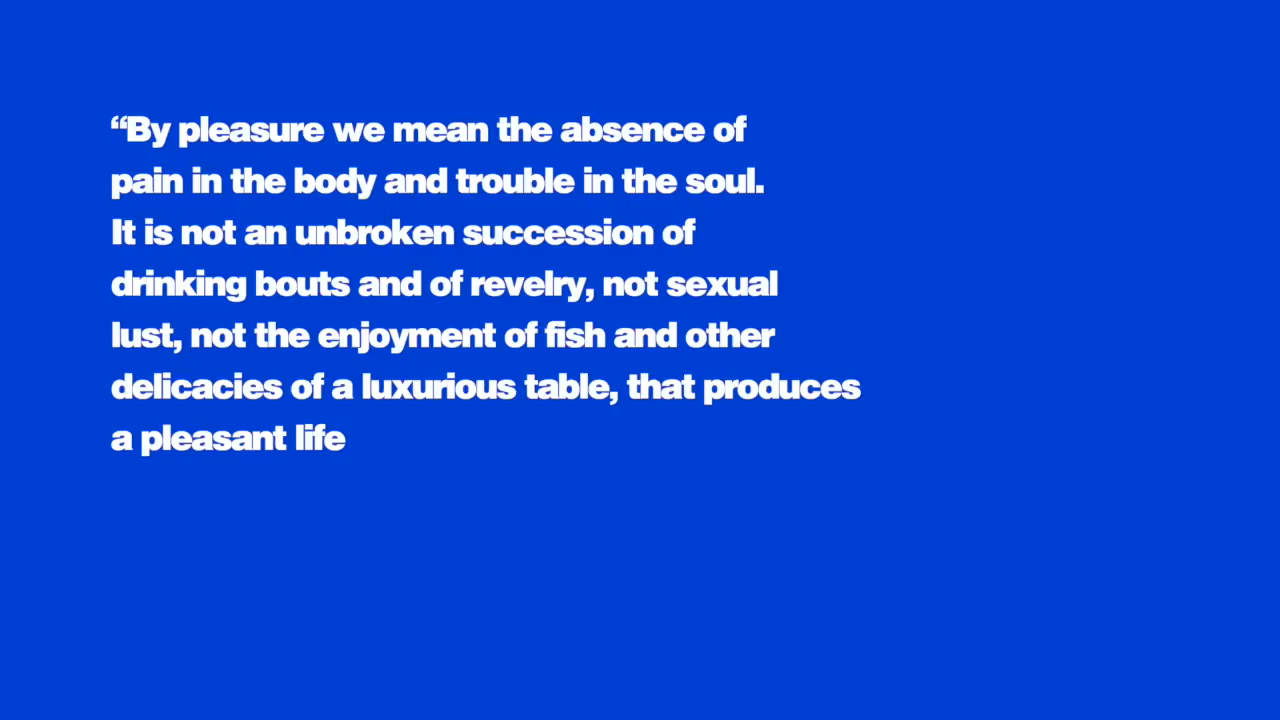 “By pleasure we mean the absence of
pain in the body and trouble in the soul.
It is not an unbroken succession of
drinking bouts and of revelry, not sexual
lust, not the enjoyment of fish and other
delicacies of a luxurious table, that produces
a pleasant life